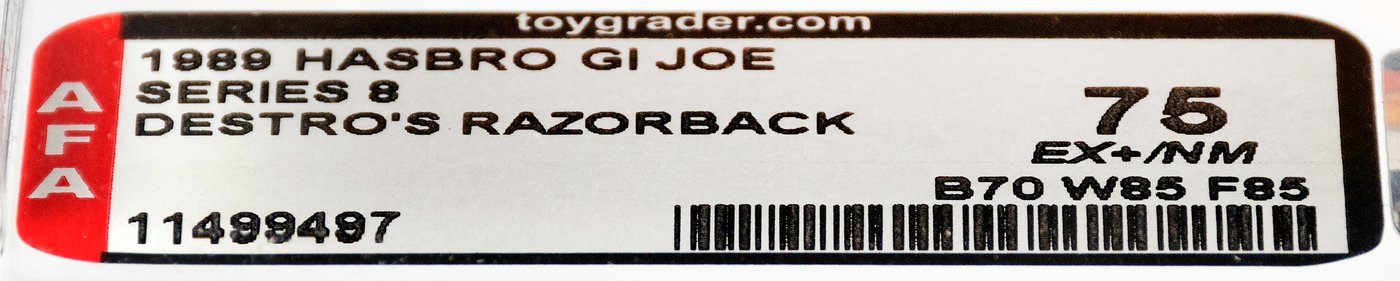 toygrader.com
AFA
1989 HASBRO GI JOE
SERIES 8
DESTRO'S RAZORBACK
75
EX+/NM
B70 W85 F85
11499497